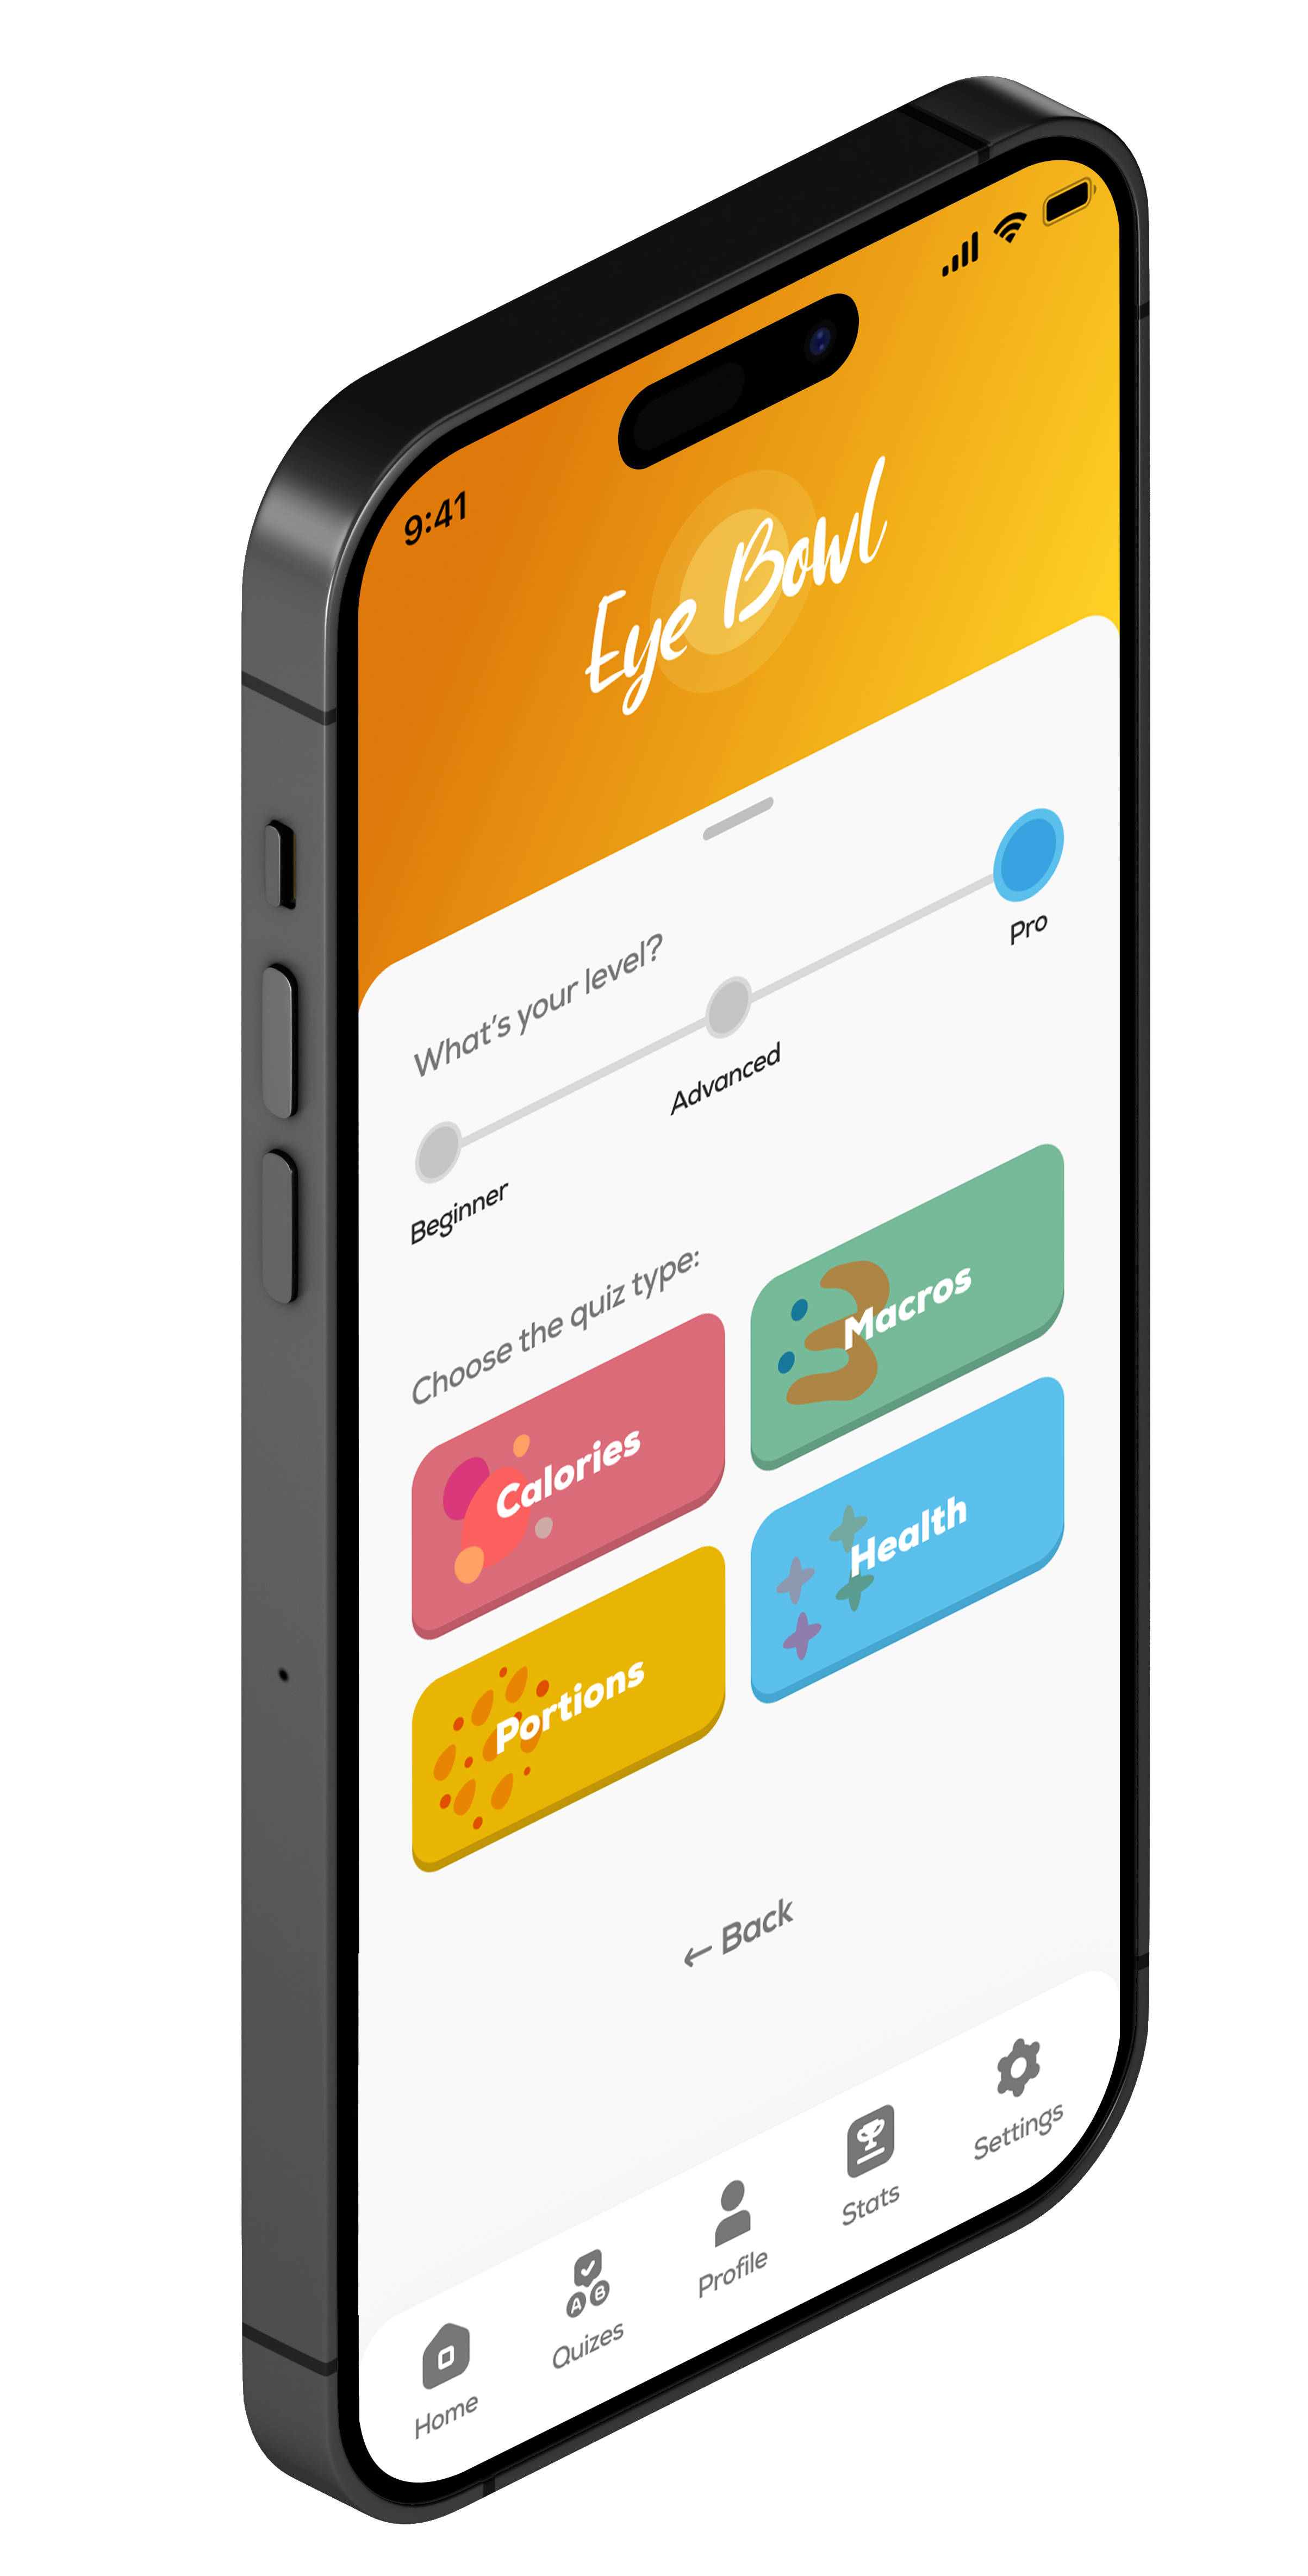 9:41
Eye Bowl
What's your level?
Beginner
Advanced
Pro
Choose the quiz type:
Calories
Macros
Portions
Health
← Back
A B
Home
Quizes
Profile
Stats
Settings